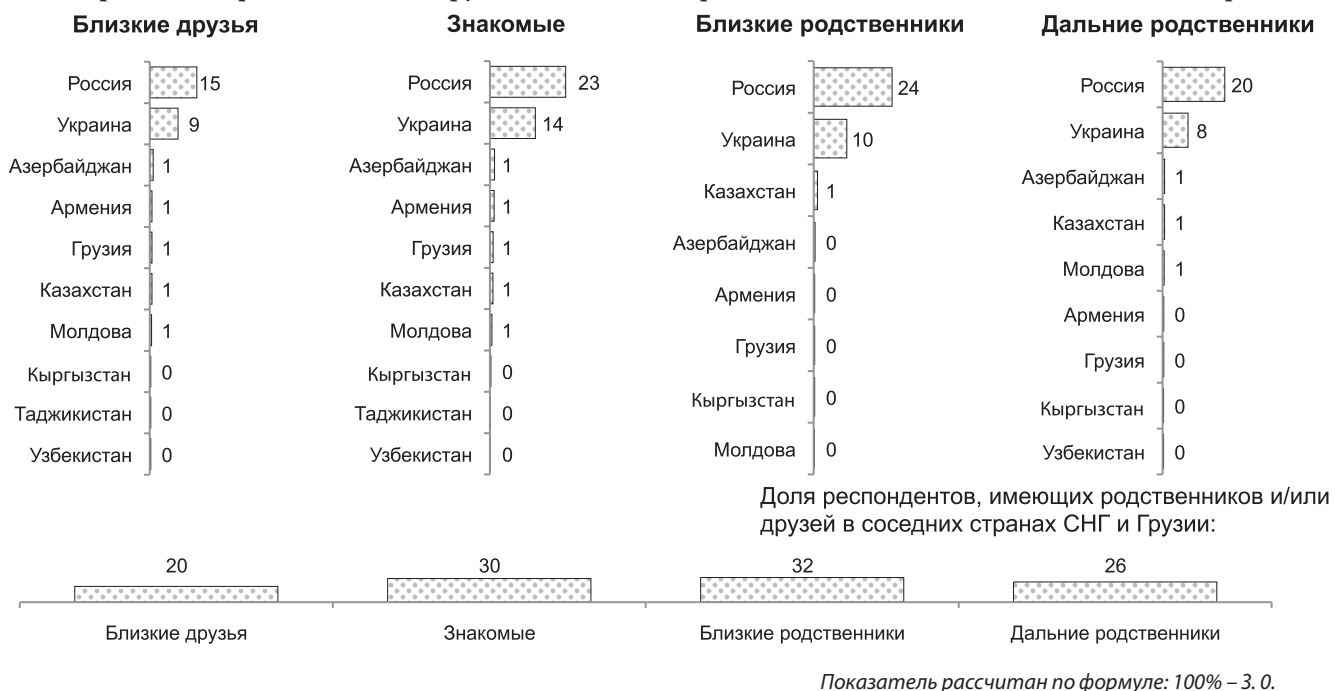 Близкие друзья
Россия 15
Украина 9
Азербайджан 1
Армения 1
Грузия 1
Казахстан 1
Молдова 1
Кыргызстан 0
Таджикистан 0
Узбекистан 0
Знакомые
Россия 23
Украина 14
Азербайджан 1
Армения 1
Грузия 1
Казахстан 1
Молдова 1
Кыргызстан 0
Таджикистан 0
Узбекистан 0
Близкие родственники
Россия 24
Украина 10
Казахстан 1
Азербайджан 0
Армения 0
Грузия 0
Кыргызстан 0
Молдова 0
Дальние родственники
Россия 20
Украина 8
Азербайджан 1
Казахстан 1
Молдова 1
Армения 0
Грузия 0
Кыргызстан 0
Узбекистан 0
Доля респондентов, имеющих родственников и/или
друзей в соседних странах СНГ и Грузии:
20 30 32 26
Близкие друзья Знакомые Близкие родственники Дальние родственники
Показатель рассчитан по формуле: 100% – 3. 0.